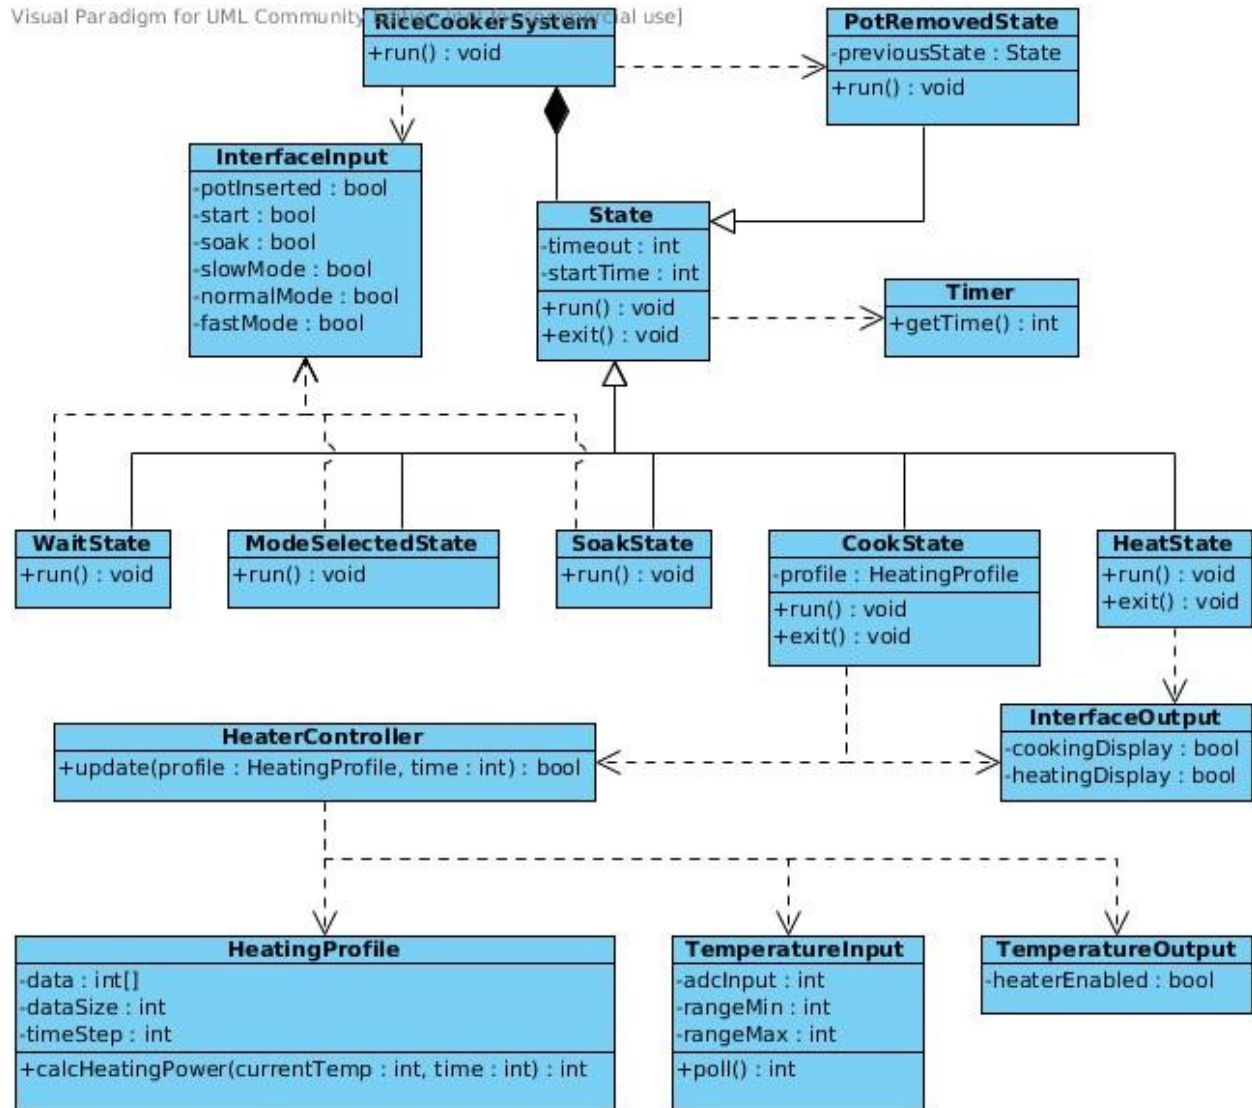 Visual Paradigm for UML Community use]
RiceCookerSystem
+run() : void
PotRemovedState
-previousState : State
+run() : void
InterfaceInput
-potInserted : bool
-start : bool
-soak : bool
-slowMode : bool
-normalMode : bool
-fastMode : bool
State
-timeout : int
-startTime : int
+run() : void
+exit() : void
Timer
+getTime() : int
WaitState
+run() : void
ModeSelectedState
+run() : void
SoakState
+run() : void
CookState
-profile : HeatingProfile
+run() : void
+exit() : void
HeatState
+run() : void
+exit() : void
HeaterController
+update(profile : HeatingProfile, time : int) : bool
InterfaceOutput
-cookingDisplay : bool
-heatingDisplay : bool
HeatingProfile
-data : int[]
-dataSize : int
-timeStep : int
+calcHeatingPower(currentTemp : int, time : int) : int
TemperatureInput
-adcInput : int
-rangeMin : int
-rangeMax : int
+poll() : int
TemperatureOutput
-heaterEnabled : bool